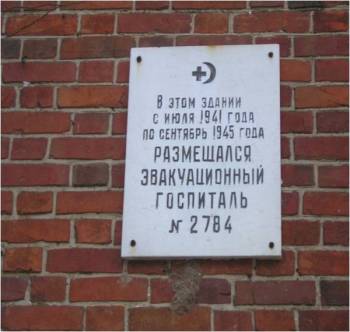 В ЭТОМ ЗДАНИИ
С ИЮЛЯ 1941 ГОДА
ПО СЕНТЯБРЬ 1945 ГОДА
РАЗМЕЩАЛСЯ
ЭВАКУАЦИОННЫЙ
ГОСПИТАЛЬ
№ 2784